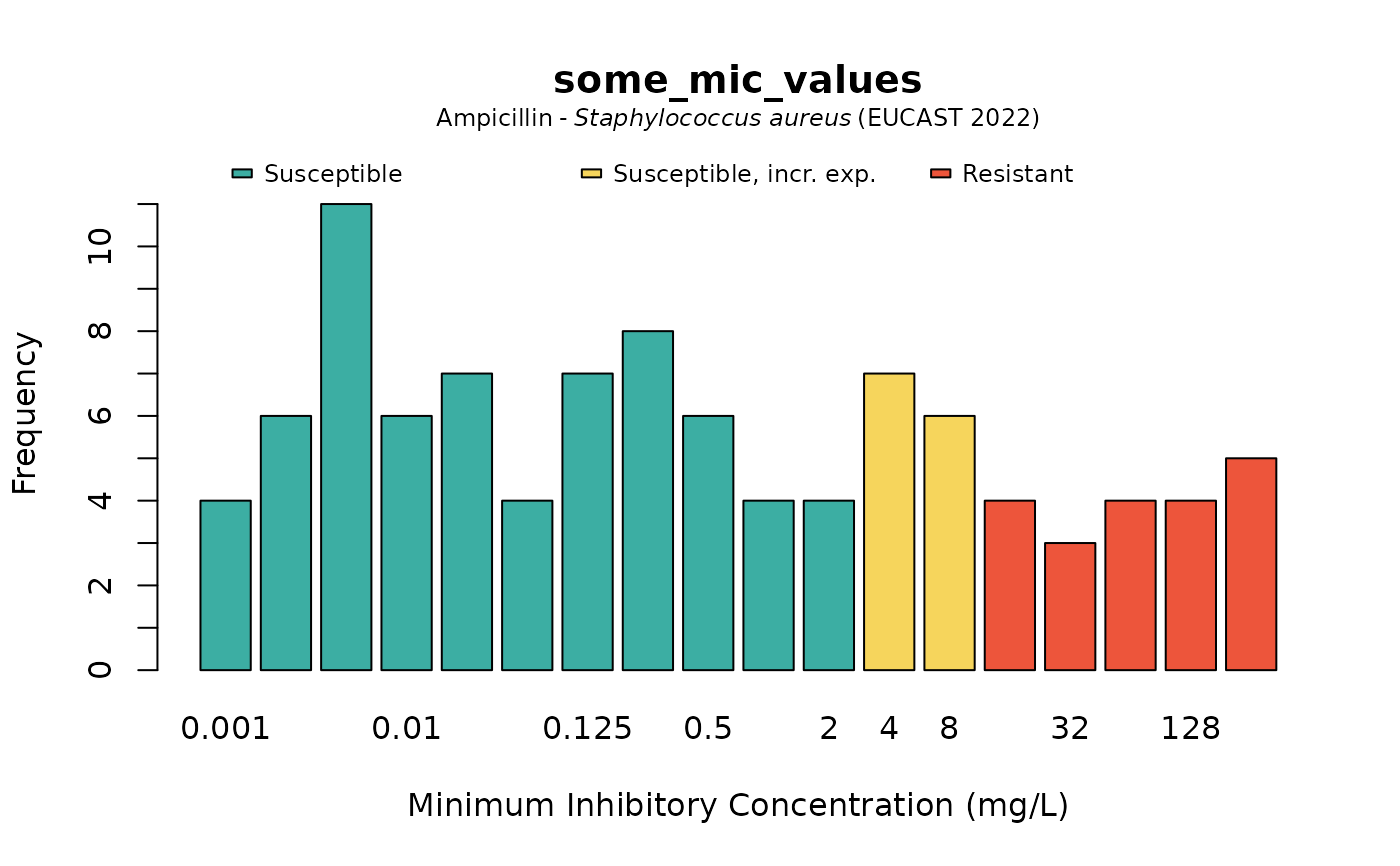 some_mic_values
Ampicillin - Staphylococcus aureus (EUCAST 2022)
Susceptible Susceptible, incr. exp. Resistant
Frequency
10
8
6
4
2
0
0.001 0.01 0.125 0.5 2 4 8 32 128
Minimum Inhibitory Concentration (mg/L)